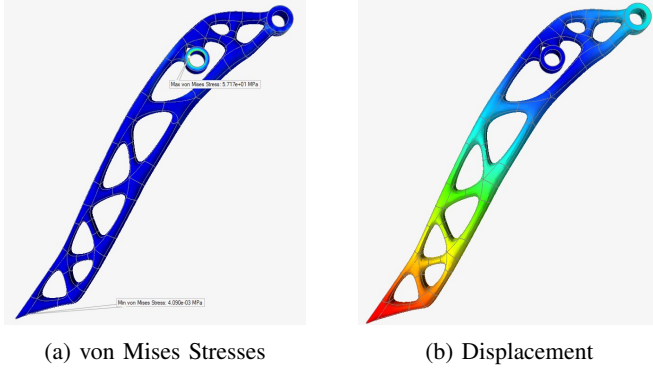 Max von Mises Stress: 5.717e+01 MPa
Min von Mises Stress: 4.090e-03 MPa
(a) von Mises Stresses
(b) Displacement